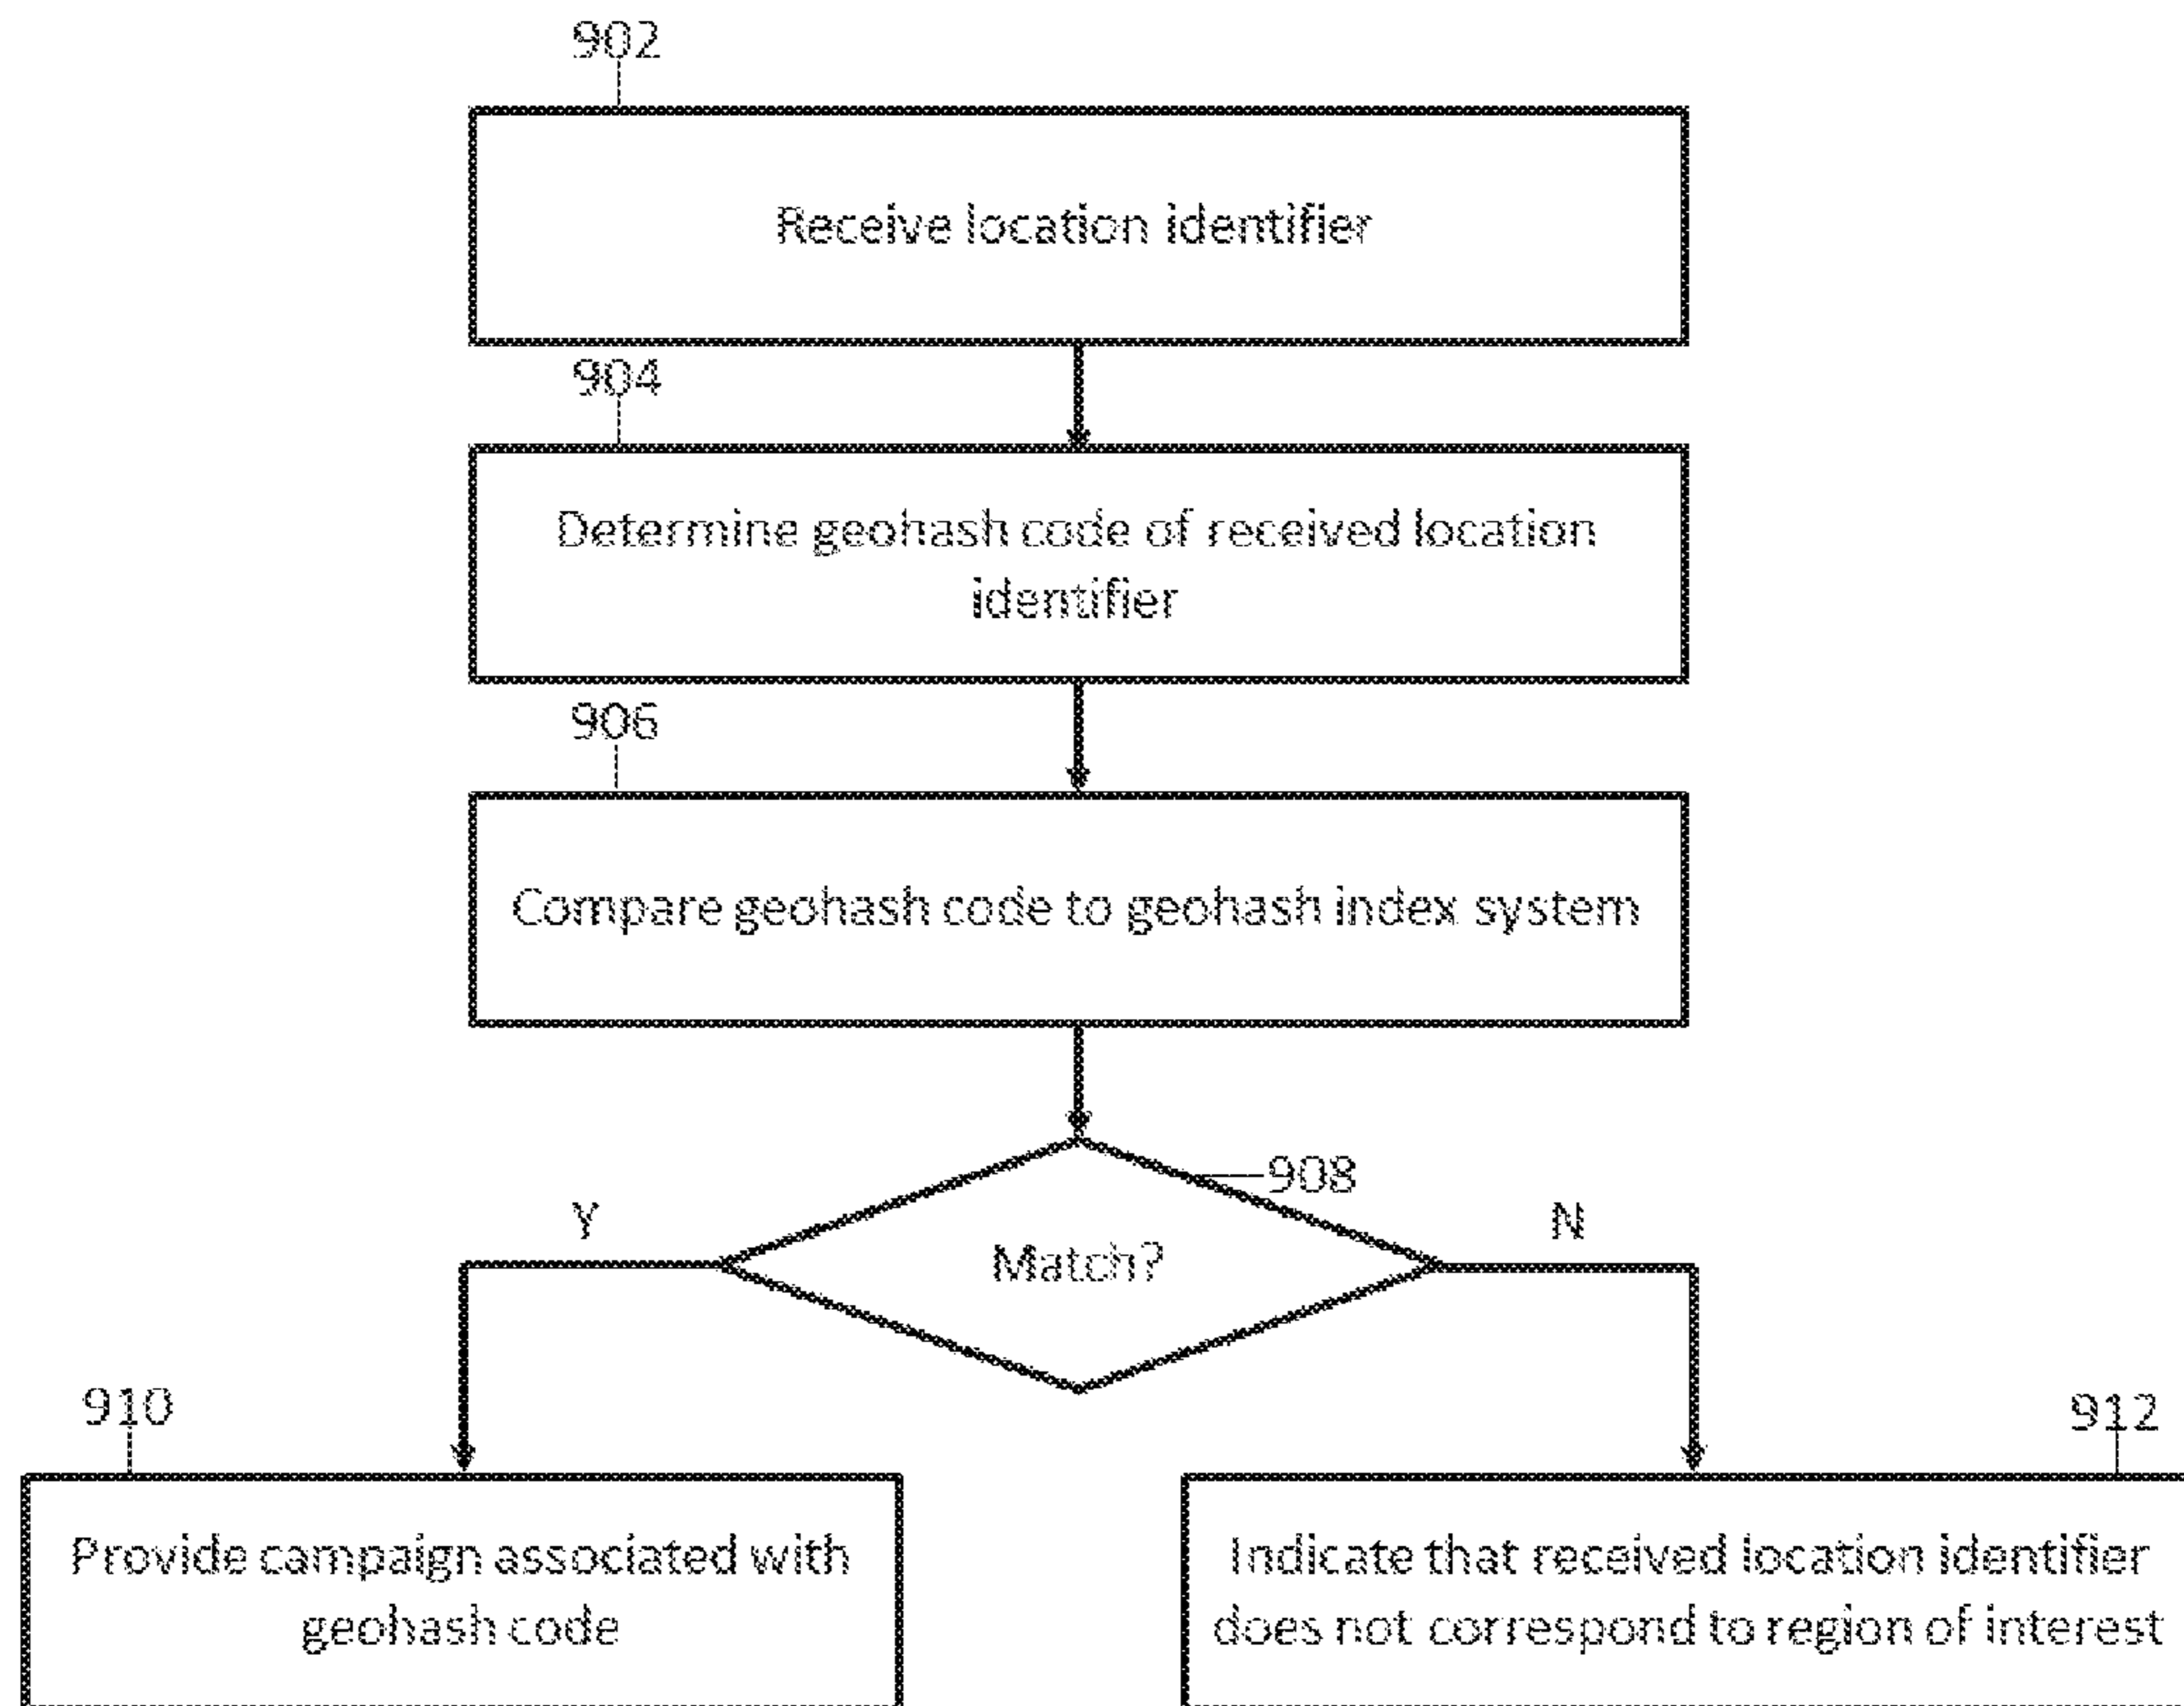 902
Receive location identifier
904
Determine geohash code of received location
identifier
906
Compare geohash code to geohash index system
908
Y
N
Match?
910
912
Provide campaign associated with
geohash code
Indicate that received location identifier
does not correspond to region of interest